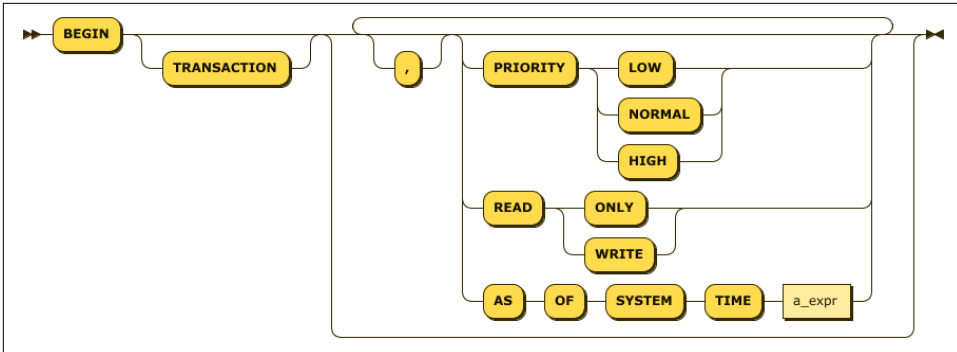 BEGIN
TRANSACTION
,
PRIORITY LOW
NORMAL
HIGH
READ ONLY
WRITE
AS OF SYSTEM TIME a_expr